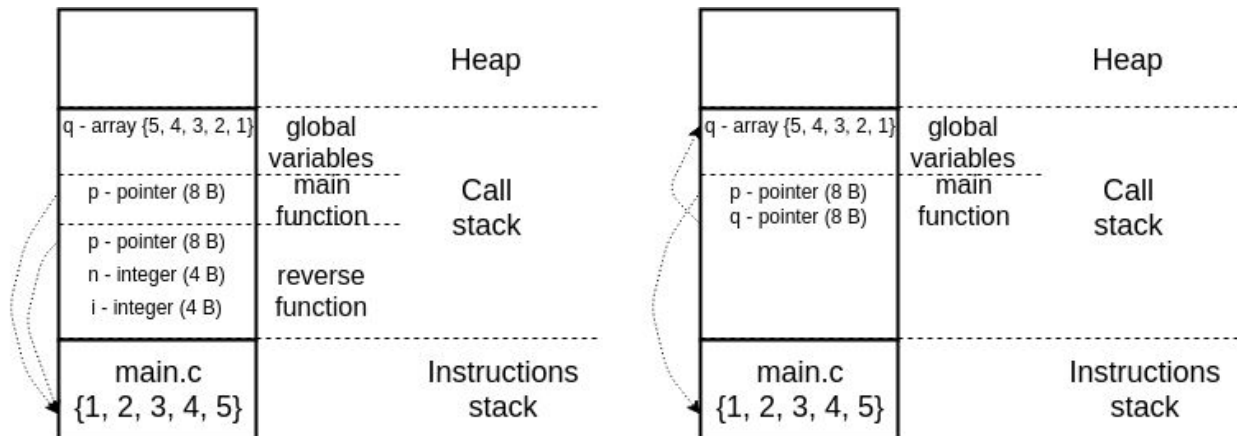 Heap
q - array {5, 4, 3, 2, 1}
global
variables
p - pointer (8 B)
main
function
Call
stack
p - pointer (8 B)
n - integer (4 B)
i - integer (4 B)
reverse
function
main.c
{1, 2, 3, 4, 5}
Instructions
stack
Heap
q - array {5, 4, 3, 2, 1}
global
variables
p - pointer (8 B)
q - pointer (8 B)
main
function
Call
stack
main.c
{1, 2, 3, 4, 5}
Instructions
stack